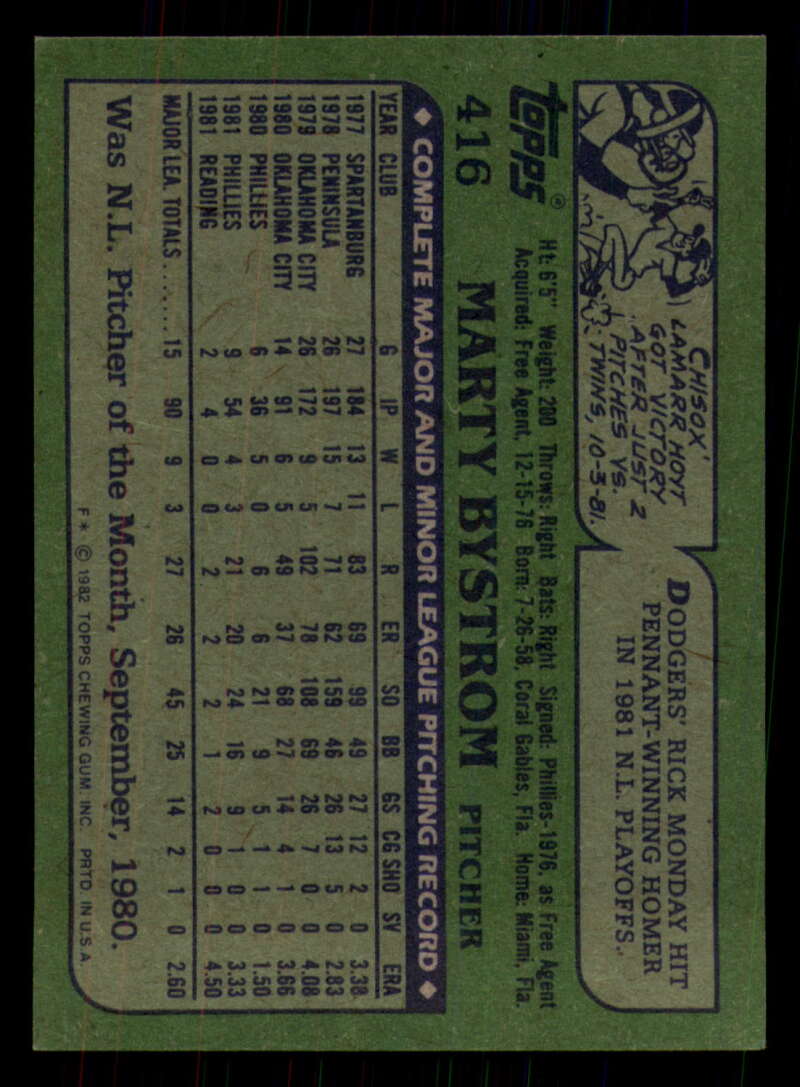 CHISOX'
LAMARR HOYT
GOT VICTORY
AFTER JUST 2
PITCHES VS.
TWINS, 10-3-81.
DODGERS' RICK MONDAY HIT
PENNANT-WINNING HOMER
IN 1981 N.L. PLAYOFFS.
TOPPS®
Ht: 6'5" Weight: 200 Throws: Right Bats: Right Signed: Phillies-1976, as Free Agent
Acquired: Free Agent, 12-15-76 Born: 7-26-58, Coral Gables, Fla. Home: Miami, Fla.
416 MARTY BYSTROM PITCHER
◆ COMPLETE MAJOR AND MINOR LEAGUE PITCHING RECORD ◆
YEAR CLUB G IP W L R ER SO BB GS CG SHO SV ERA
1977 SPARTANBURG 27 184 13 11 83 69 99 49 27 12 2 0 3.38
1978 PENINSULA 26 197 15 7 71 62 159 46 26 13 5 0 2.83
1979 OKLAHOMA CITY 26 172 9 5 102 78 108 69 26 7 0 0 4.08
1980 OKLAHOMA CITY 14 91 6 5 49 37 68 27 14 4 1 0 3.66
1980 PHILLIES 6 36 5 0 6 6 21 9 5 1 1 0 1.50
1981 PHILLIES 9 54 4 3 21 20 24 16 9 1 0 0 3.33
1981 READING 2 4 0 0 2 2 2 1 2 0 0 0 4.50
MAJOR LEA. TOTALS....... 15 90 9 3 27 26 45 25 14 2 1 0 2.60
Was N.L. Pitcher of the Month, September, 1980.
F* © 1982 TOPPS CHEWING GUM. INC. PRTD. IN U.S.A.